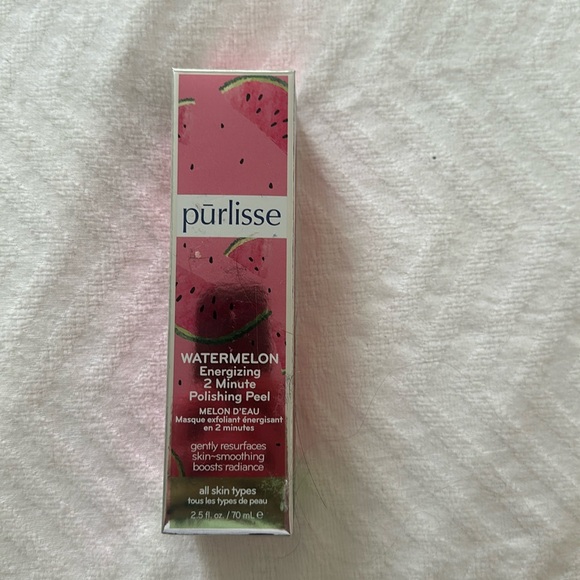 pūrlisse
WATERMELON
Energizing
2 Minute
Polishing Peel
MELON D'EAU
Masque exfoliant énergisant
en 2 minutes
gently resurfaces
skin-smoothing
boosts radiance
all skin types
tous les types de peau
2.5 fl. oz. / 70 mL ℮